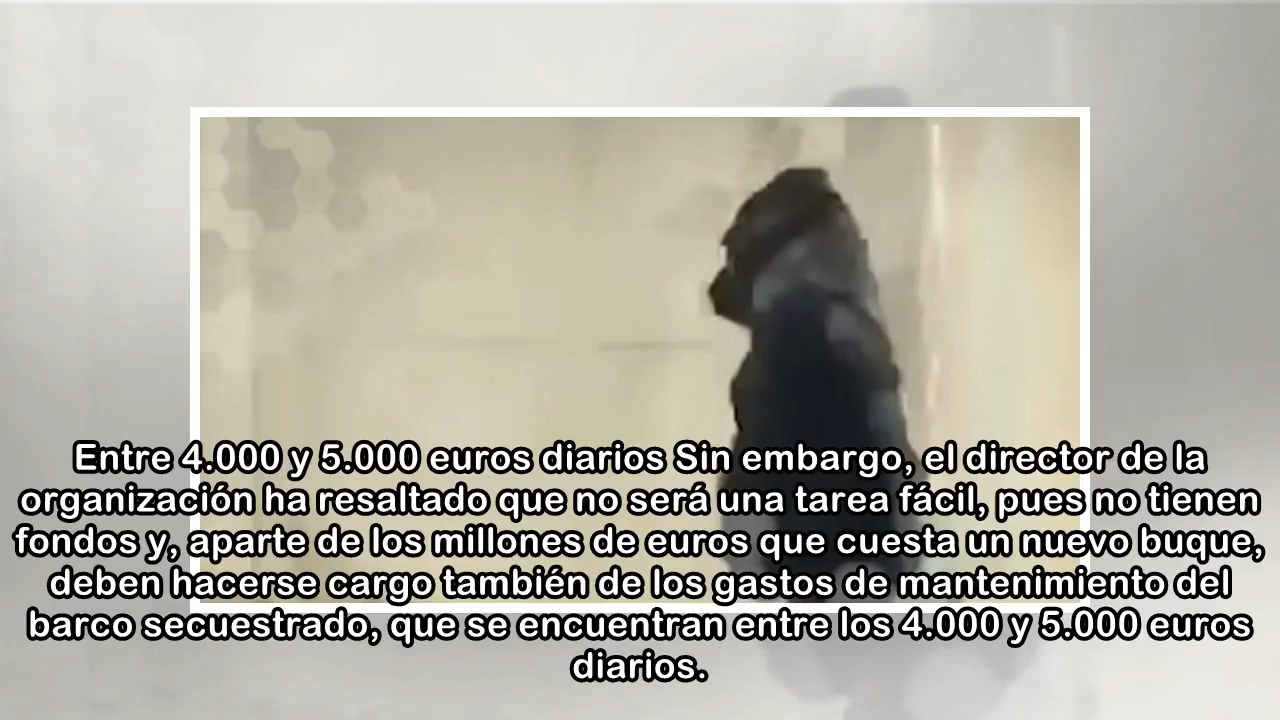 Entre 4.000 y 5.000 euros diarios Sin embargo, el director de la
organización ha resaltado que no será una tarea fácil, pues no tienen
fondos y, aparte de los millones de euros que cuesta un nuevo buque,
deben hacerse cargo también de los gastos de mantenimiento del
barco secuestrado, que se encuentran entre los 4.000 y 5.000 euros
diarios.